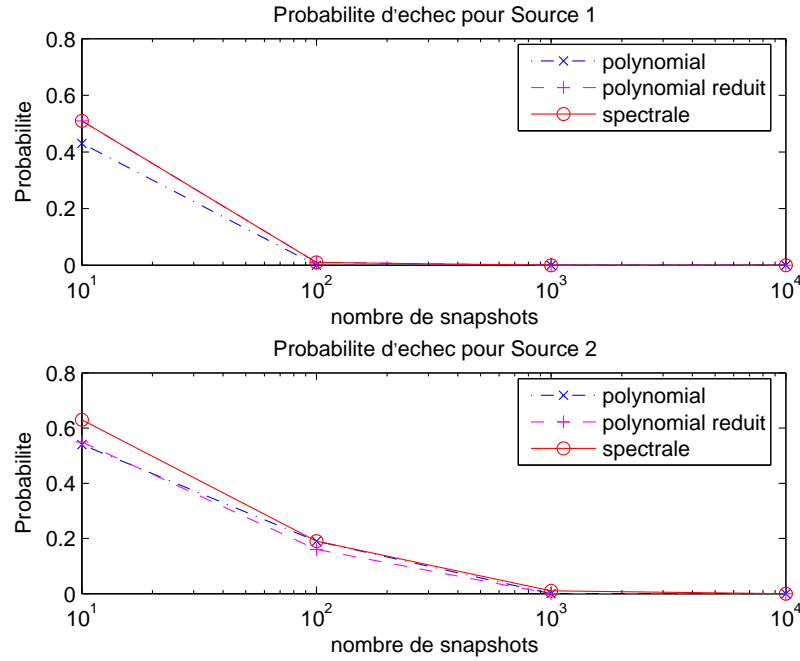 Probabilite d'echec pour Source 1
0.8
0.6
0.4
0.2
0
Probabilite
polynomial
polynomial reduit
spectrale
10^1
10^2
10^3
10^4
nombre de snapshots
Probabilite d'echec pour Source 2
0.8
0.6
0.4
0.2
0
Probabilite
polynomial
polynomial reduit
spectrale
10^1
10^2
10^3
10^4
nombre de snapshots